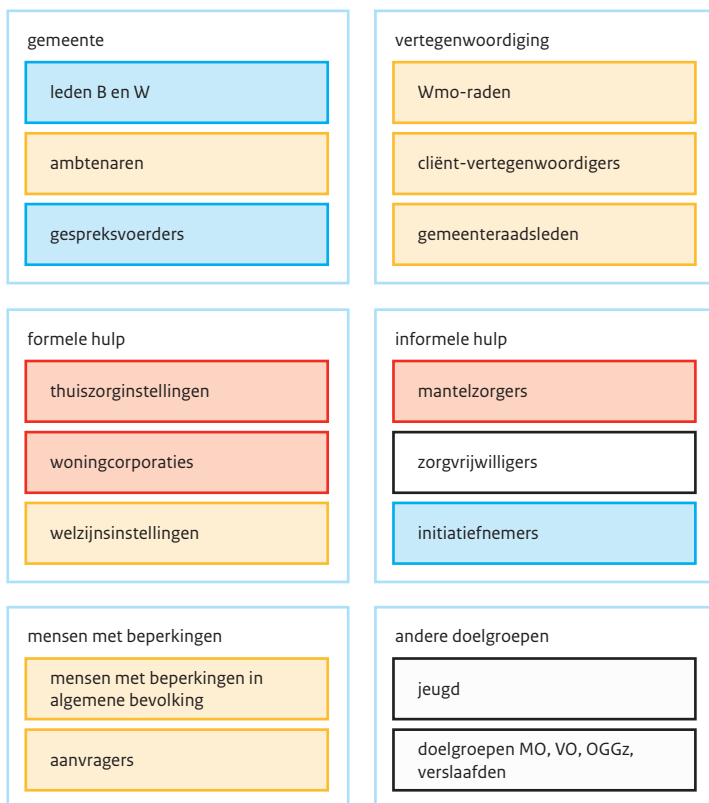 gemeente
leden B en W
ambtenaren
gespreksvoerders
vertegenwoordiging
Wmo-raden
cliënt-vertegenwoordigers
gemeenteraadsleden
formele hulp
thuiszorginstellingen
woningcorporaties
welzijnsinstellingen
informele hulp
mantelzorgers
zorgvrijwilligers
initiatiefnemers
mensen met beperkingen
mensen met beperkingen in
algemene bevolking
aanvragers
andere doelgroepen
jeugd
doelgroepen MO, VO, OGGz,
verslaafden